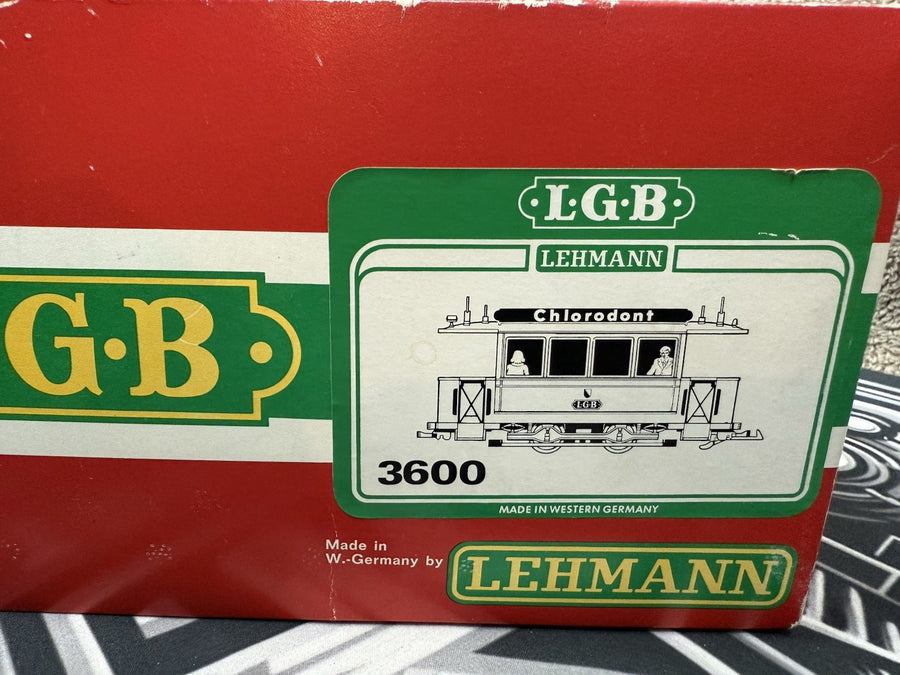 G·B
L·G·B
LEHMANN
Chlorodont
LGB
3600
MADE IN WESTERN GERMANY
Made in
W.-Germany by
LEHMANN